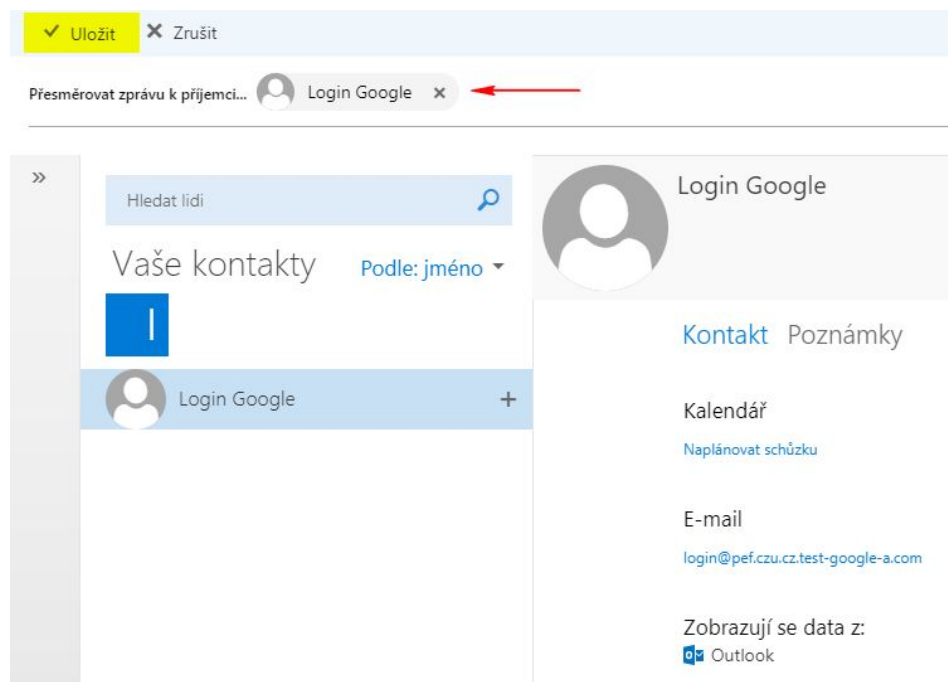 Uložit Zrušit
Přesměrovat zprávu k příjemci... Login Google
Hledat lidi
Vaše kontakty Podle: jméno
l
Login Google
Login Google
Kontakt Poznámky
Kalendář
Naplánovat schůzku
E-mail
login@pef.czu.cz.test-google-a.com
Zobrazují se data z:
Outlook